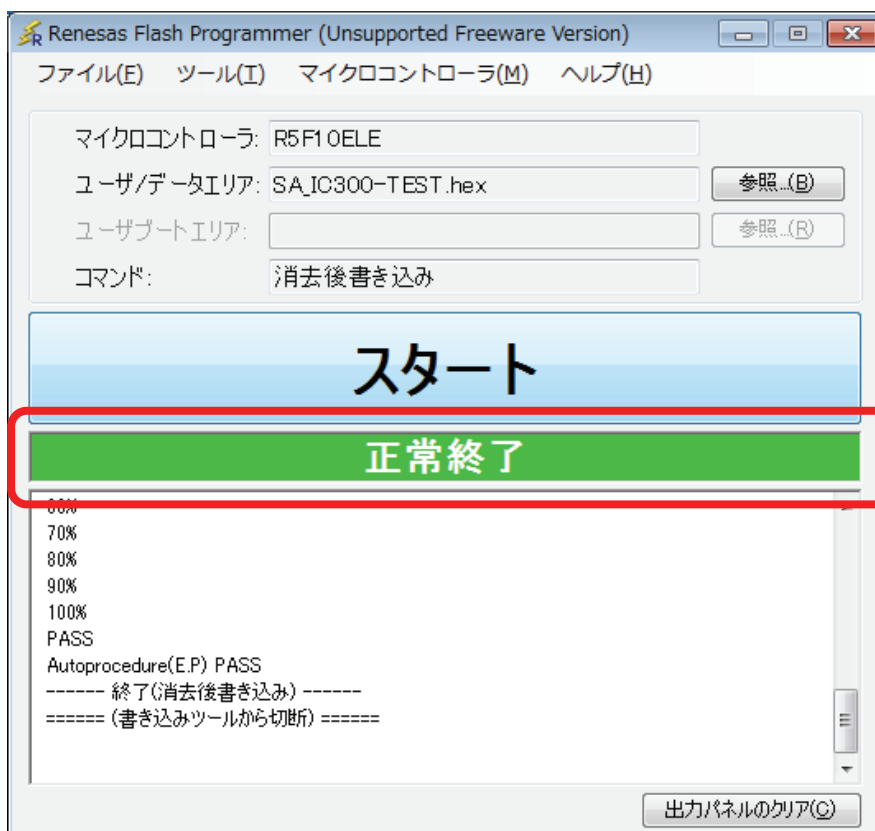 Renesas Flash Programmer (Unsupported Freeware Version)
ファイル(F) ツール(T) マイクロコントローラ(M) ヘルプ(H)
マイクロコントローラ: R5F10ELE
ユーザ/データエリア: SA_IC300-TEST.hex 参照...(B)
ユーザブートエリア: 参照...(R)
コマンド: 消去後書き込み
スタート
正常終了
70%
80%
90%
100%
PASS
Autoprocedure(E.P) PASS
------ 終了(消去後書き込み) ------
====== (書き込みツールから切断) ======
出力パネルのクリア(C)